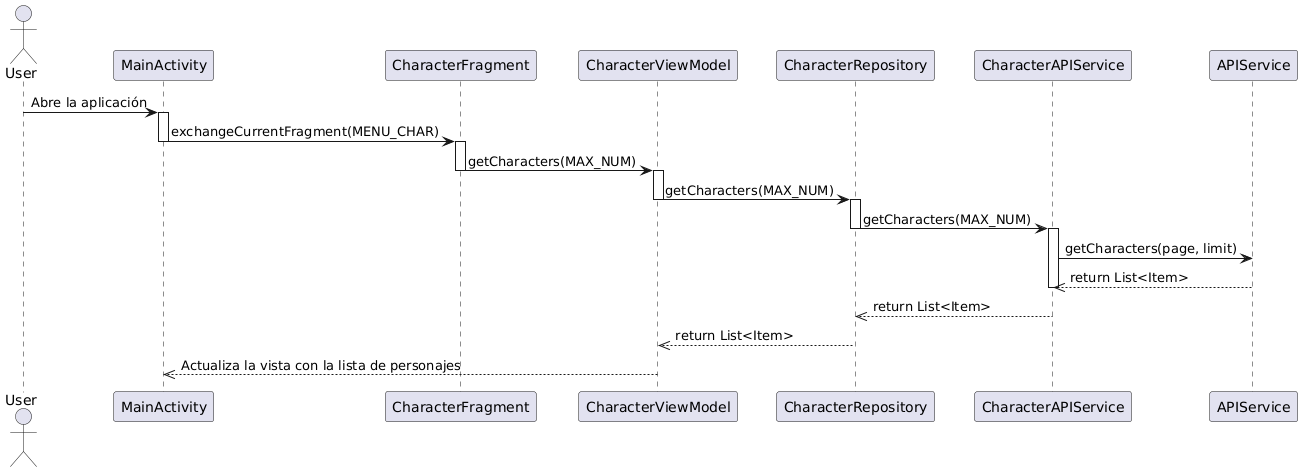 User
MainActivity
CharacterFragment
CharacterViewModel
CharacterRepository
CharacterAPIService
APIService
Abre la aplicación
exchangeCurrentFragment(MENU_CHAR)
getCharacters(MAX_NUM)
getCharacters(MAX_NUM)
getCharacters(MAX_NUM)
getCharacters(page, limit)
return List<Item>
return List<Item>
return List<Item>
Actualiza la vista con la lista de personajes
User
MainActivity
CharacterFragment
CharacterViewModel
CharacterRepository
CharacterAPIService
APIService